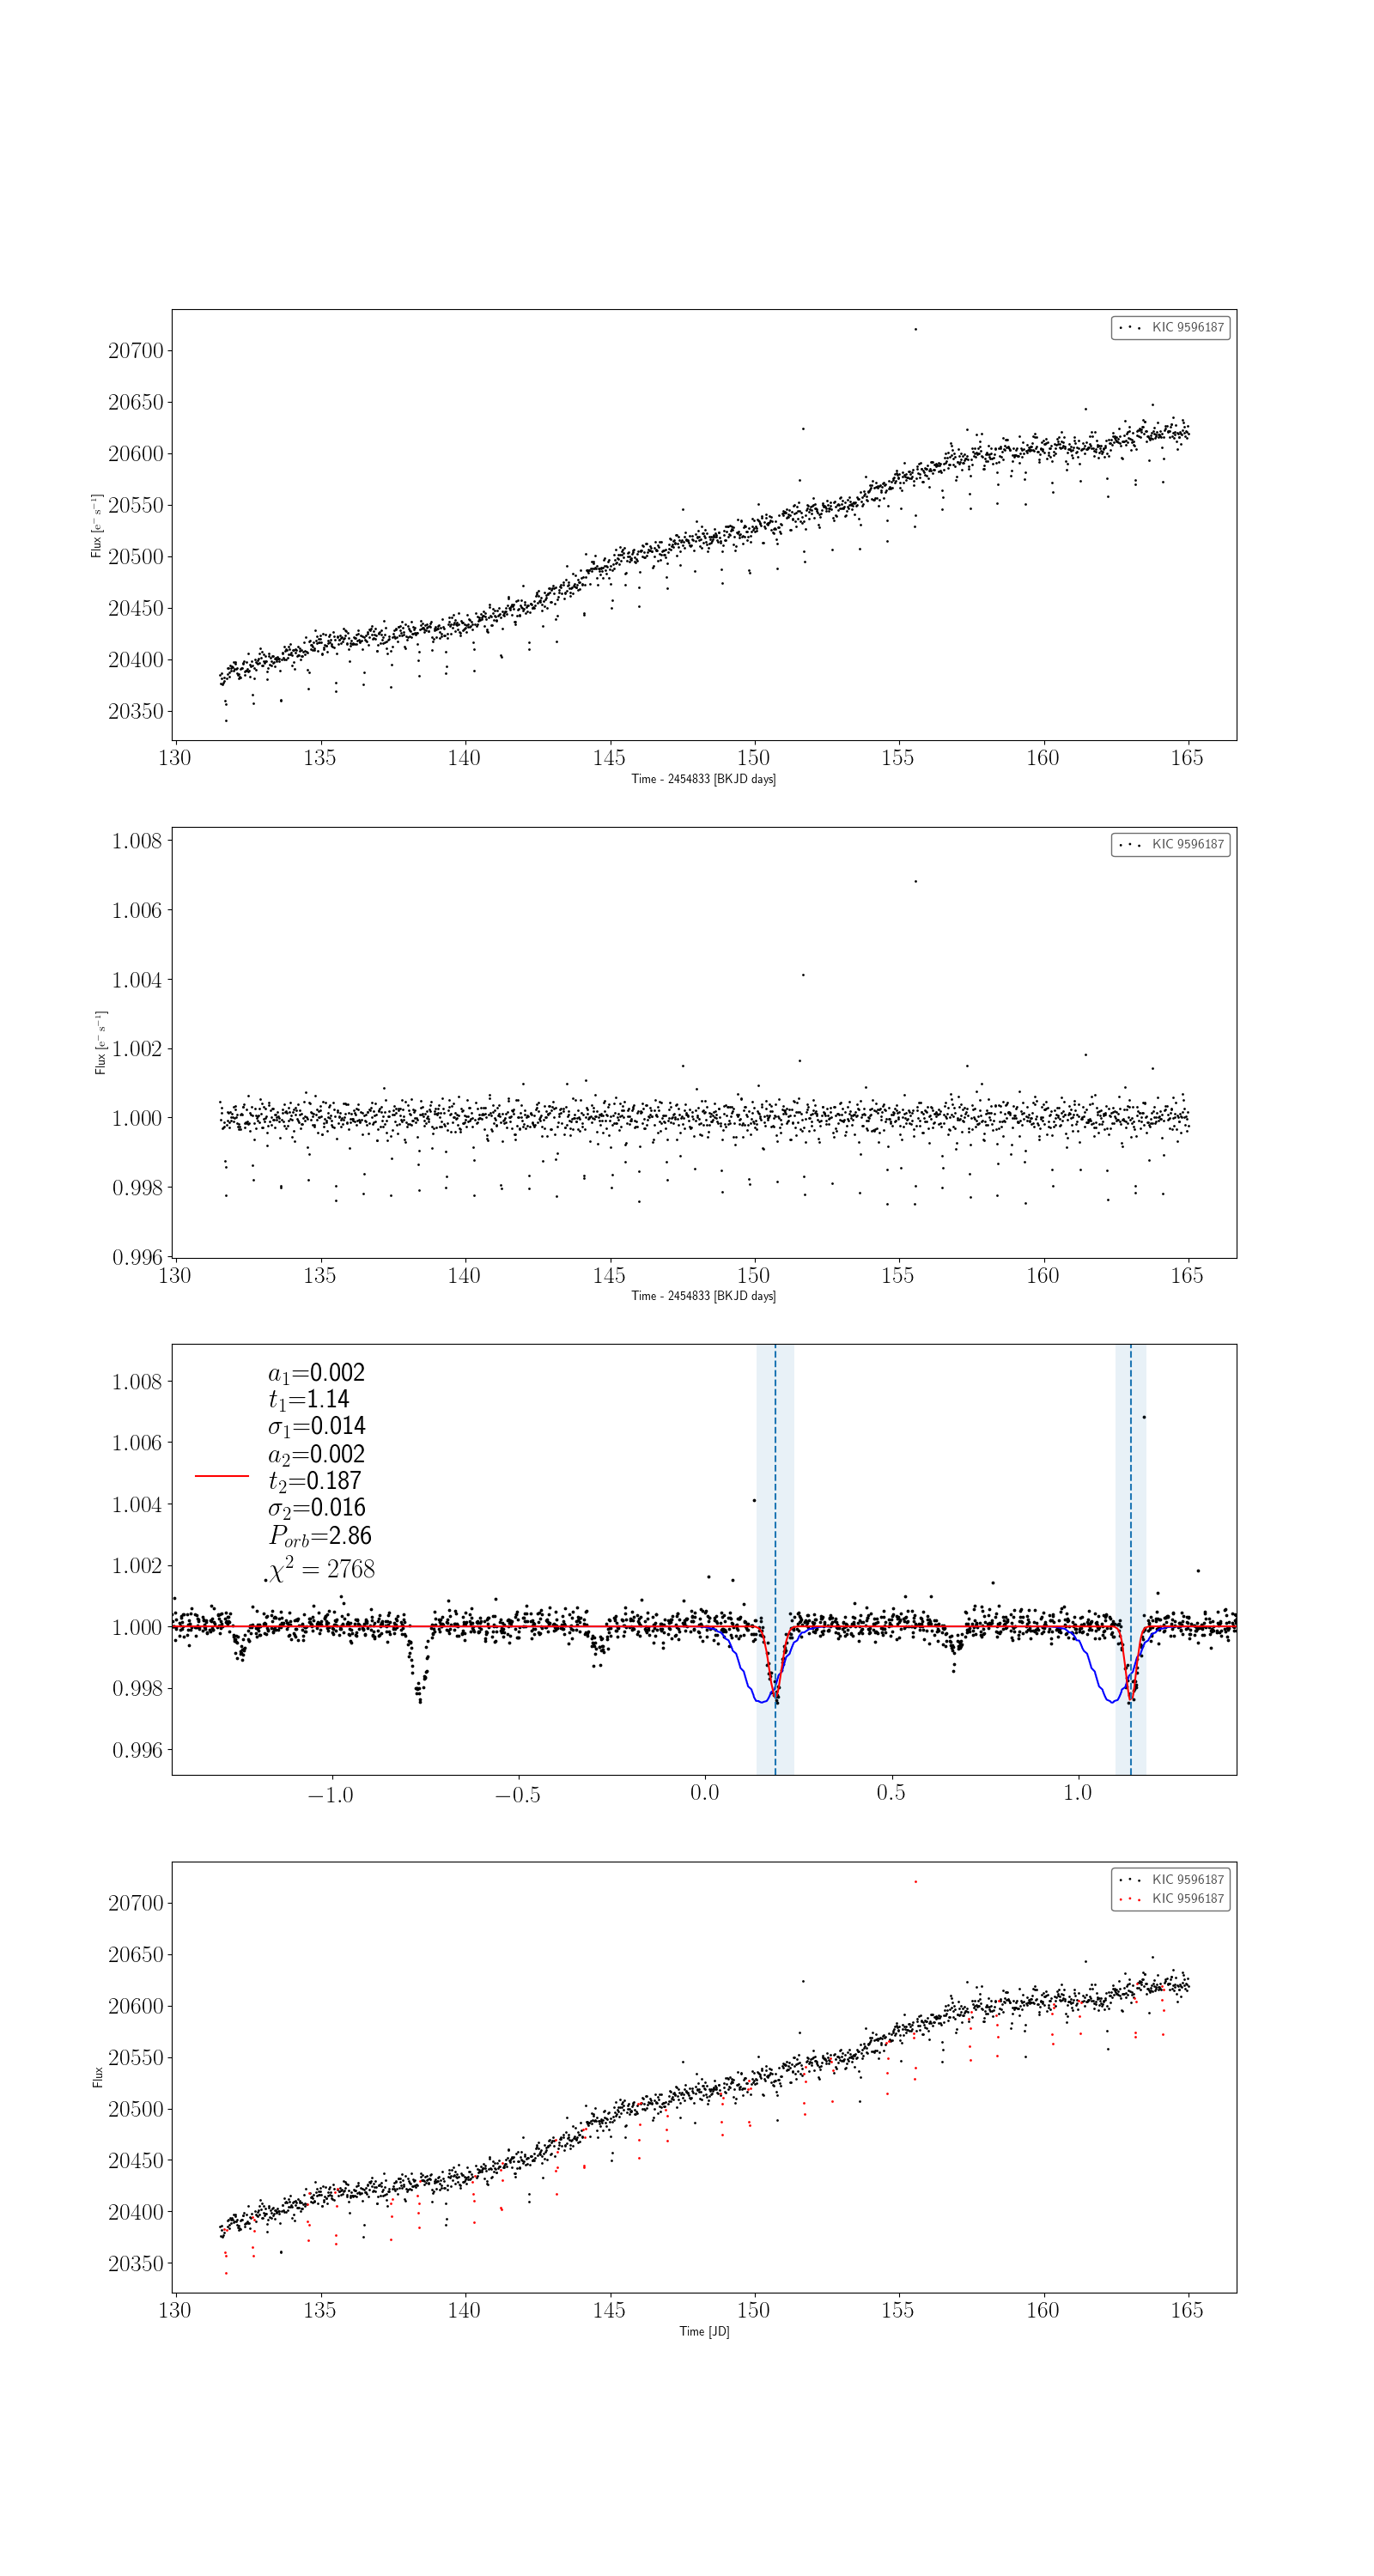 KIC 9596187
20700
20650
20600
20550
20500
20450
20400
20350
Flux [e⁻ s⁻¹]
130 135 140 145 150 155 160 165
Time - 2454833 [BKJD days]
KIC 9596187
1.008
1.006
1.004
1.002
1.000
0.998
0.996
Flux [e⁻ s⁻¹]
130 135 140 145 150 155 160 165
Time - 2454833 [BKJD days]
a₁=0.002
t₁=1.14
σ₁=0.014
a₂=0.002
t₂=0.187
σ₂=0.016
P_orb=2.86
χ² = 2768
1.008
1.006
1.004
1.002
1.000
0.998
0.996
−1.0 −0.5 0.0 0.5 1.0
KIC 9596187
KIC 9596187
20700
20650
20600
20550
20500
20450
20400
20350
Flux
130 135 140 145 150 155 160 165
Time [JD]